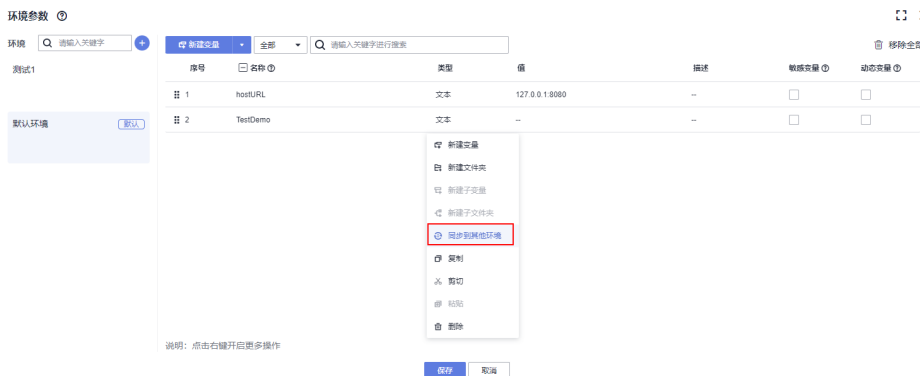 环境参数
环境 请输入关键字
新建变量 全部 请输入关键字进行搜索 移除全部
测试1
序号 名称 类型 值 描述 敏感变量 动态变量
1 hostURL 文本 127.0.0.1:8080 --
默认环境 默认
2 TestDemo 文本 -- --
新建变量
新建文件夹
新建子变量
新建子文件夹
同步到其他环境
复制
剪切
粘贴
删除
说明：点击右键开启更多操作
保存 取消